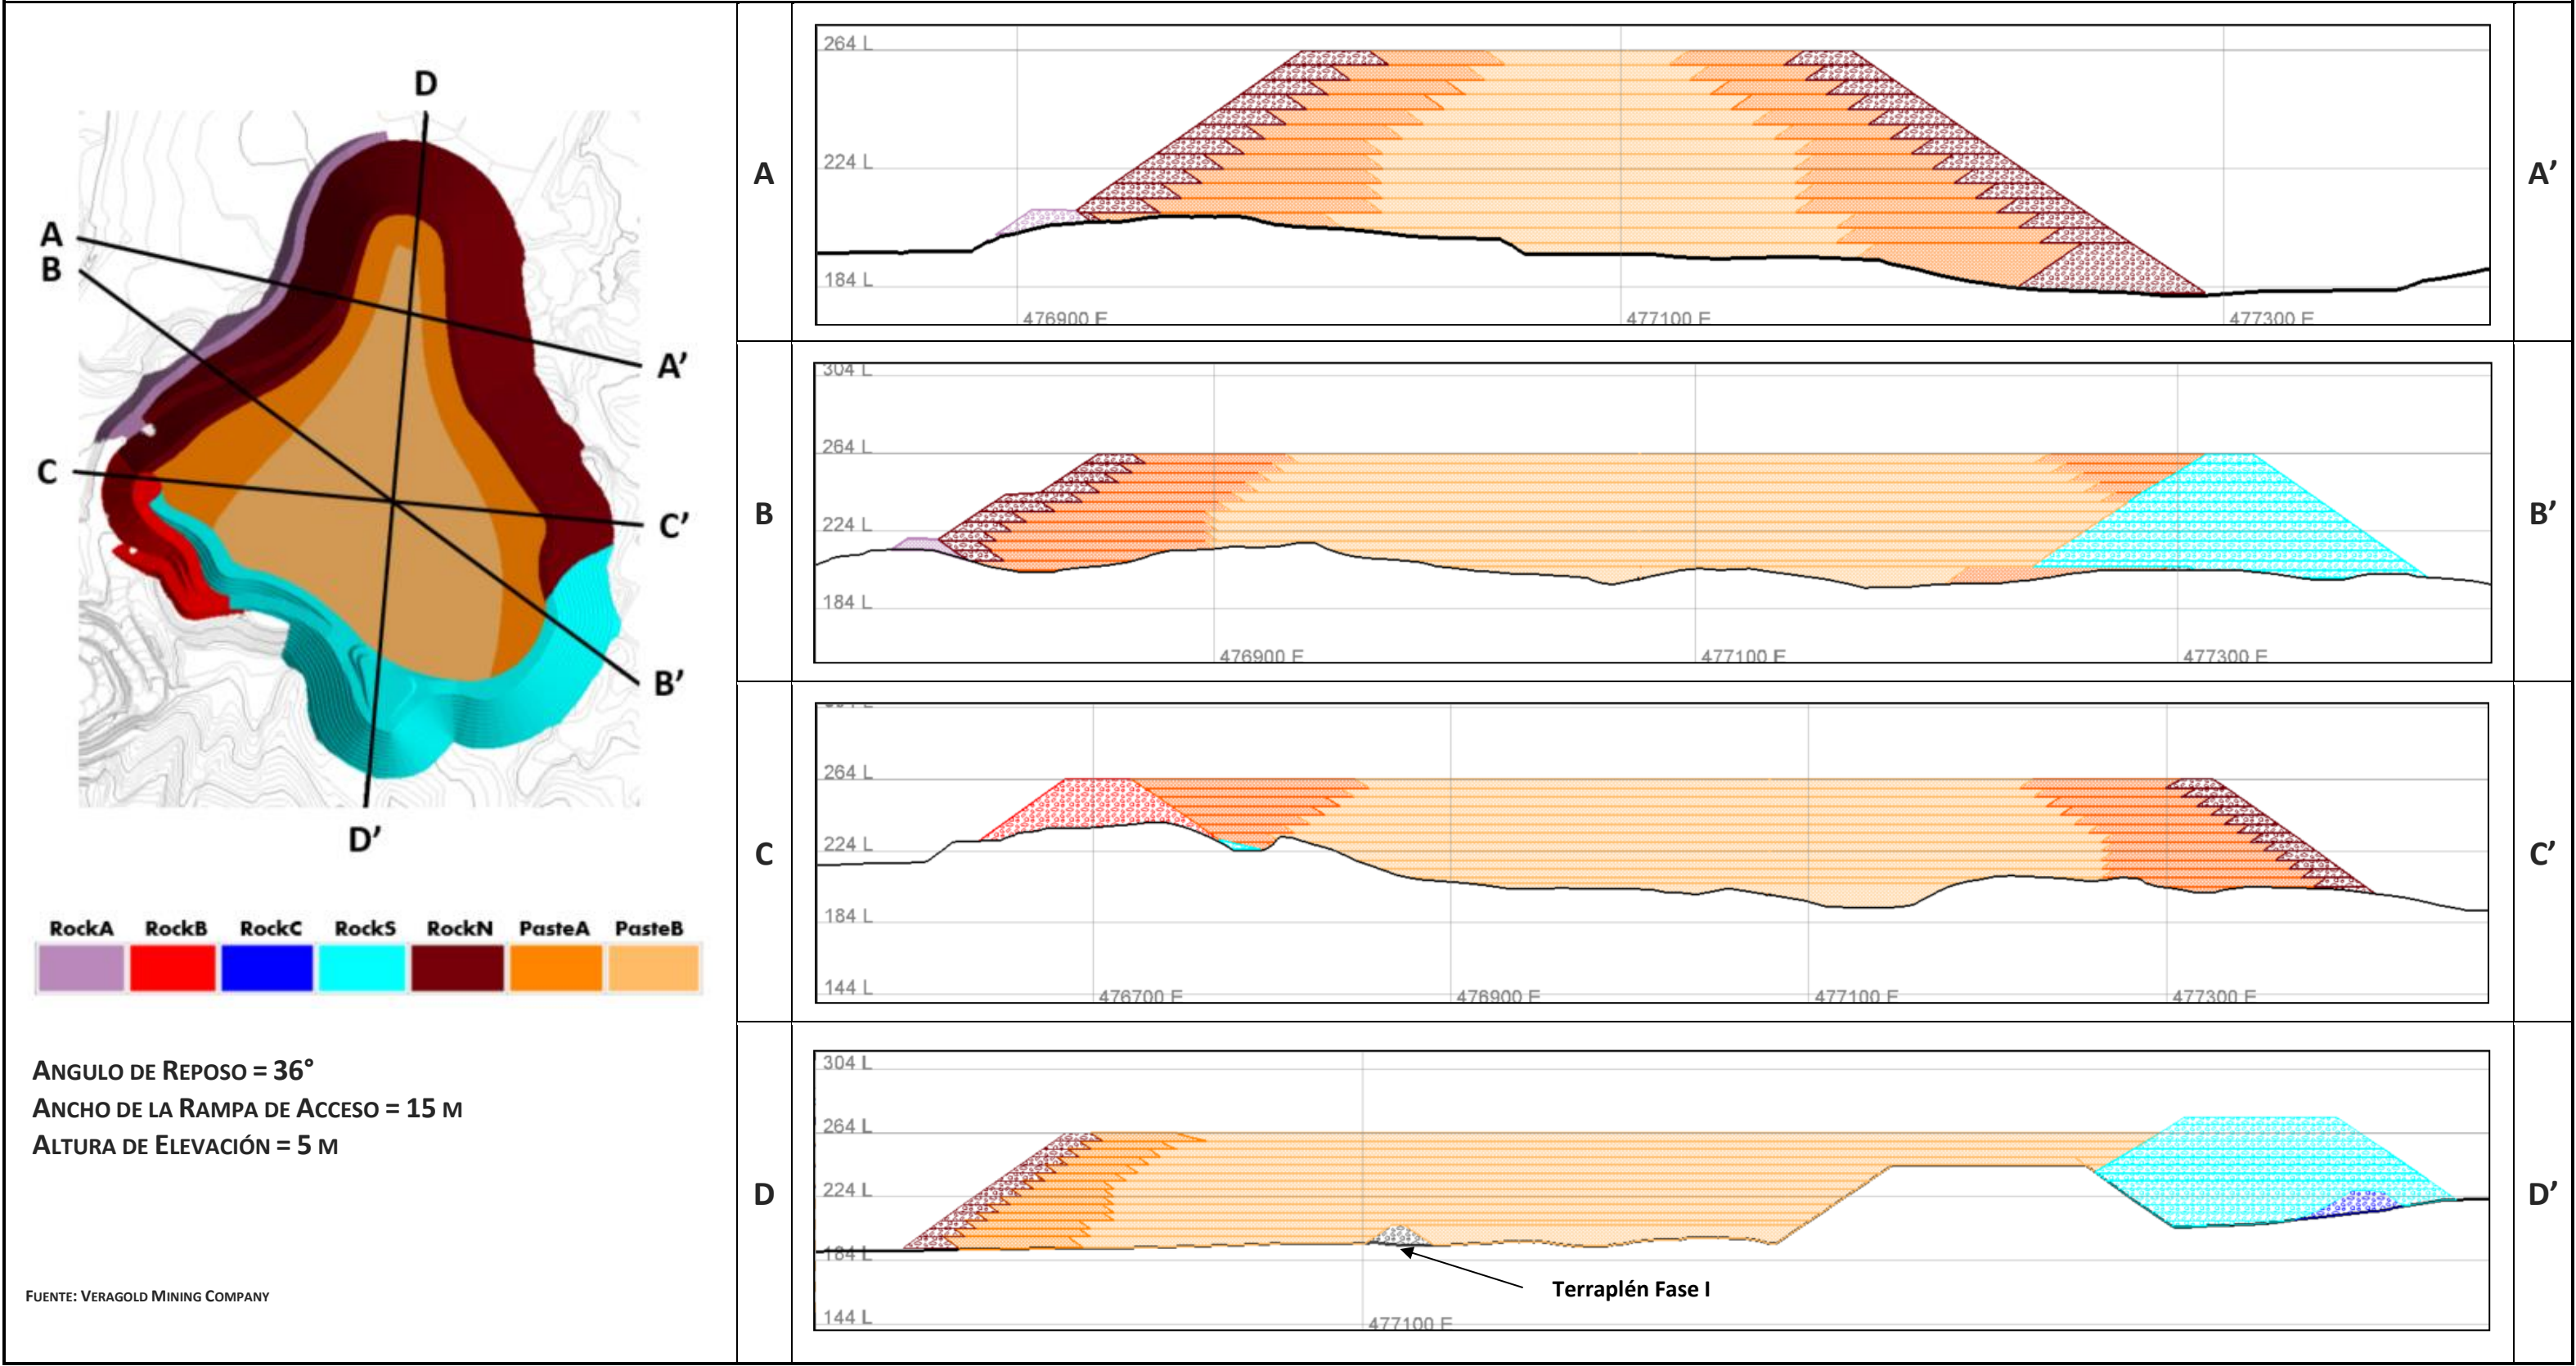 D
A
B
A’
C
C’
B’
D’
RockA RockB RockC RockS RockN PasteA PasteB
ANGULO DE REPOSO = 36°
ANCHO DE LA RAMPA DE ACCESO = 15 M
ALTURA DE ELEVACIÓN = 5 M
FUENTE: VERAGOLD MINING COMPANY
A
264 L
224 L
184 L
476900 E 477100 E 477300 E
A’
B
304 L
264 L
224 L
184 L
476900 E 477100 E 477300 E
B’
C
264 L
224 L
184 L
144 L
476700 E 476900 E 477100 E 477300 E
C’
D
304 L
264 L
224 L
184 L
144 L
477100 E
Terraplén Fase I
D’